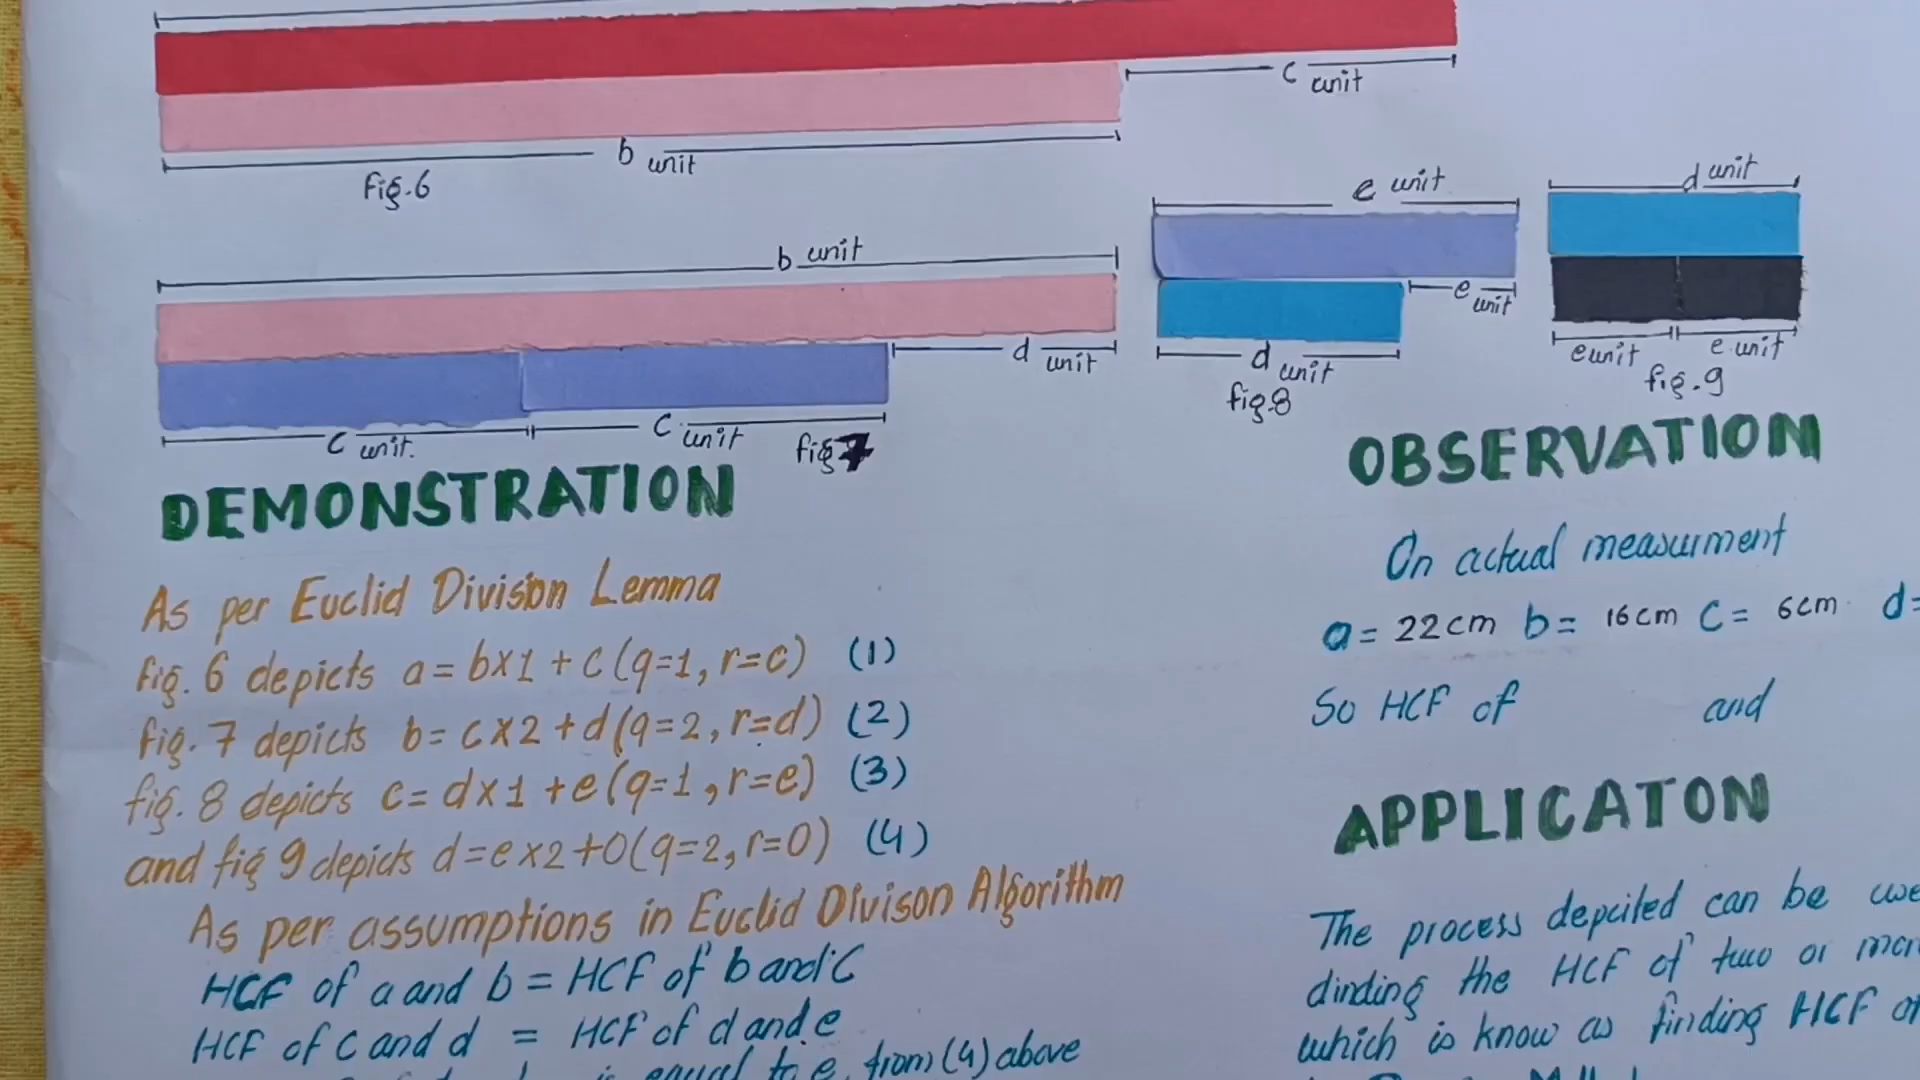 c unit
b unit
fig.6
b unit
d unit
c unit.
c unit
fig 7
e unit
e unit
d unit
fig.8
d unit
e unit
e unit
fig.9
DEMONSTRATION
As per Euclid Division Lemma
fig. 6 depicts a = b×1 + c (q=1, r=c) (1)
fig. 7 depicts b = c×2 + d (q=2, r=d) (2)
fig. 8 depicts c = d×1 + e (q=1, r=e) (3)
and fig 9 depicts d=e×2+0 (q=2, r=0) (4)
As per assumptions in Euclid Divison Algorithm
HCF of a and b = HCF of b and c
HCF of c and d = HCF of d and e
is equal to e from (4) above
OBSERVATION
On actual measurment
a = 22cm b = 16cm c = 6cm d=
So HCF of and
APPLICATON
The process depcited can be
dinding the HCF of two or
which is know as finding HCF of